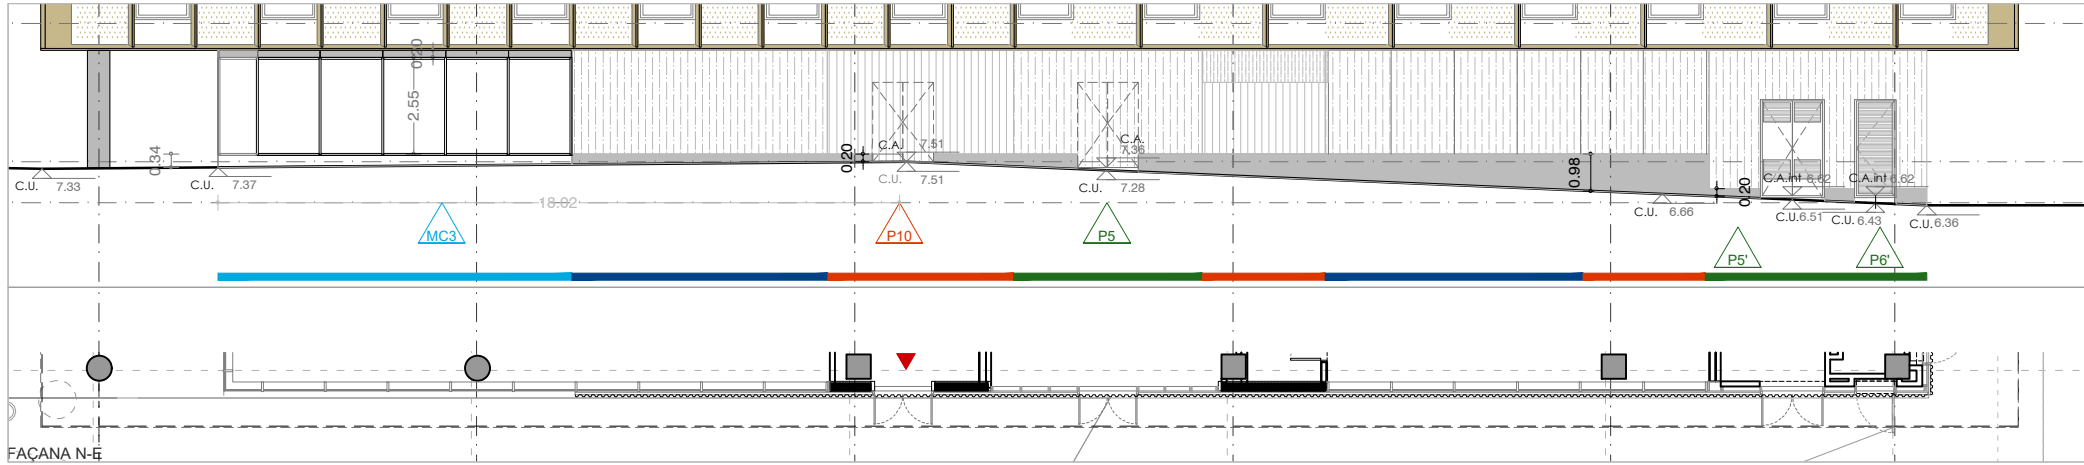 0.20
2.55
0.34
0.20
C.A. 7.51
C.A. 7.36
0.98
0.20
C.A.int 6.62
C.A.int 6.62
C.U. 7.33
C.U. 7.37
C.U. 7.51
C.U. 7.28
C.U. 6.66
C.U. 6.51
C.U. 6.43
C.U. 6.36
18.02
MC3
P10
P5
P5'
P6'
FAÇANA N-E